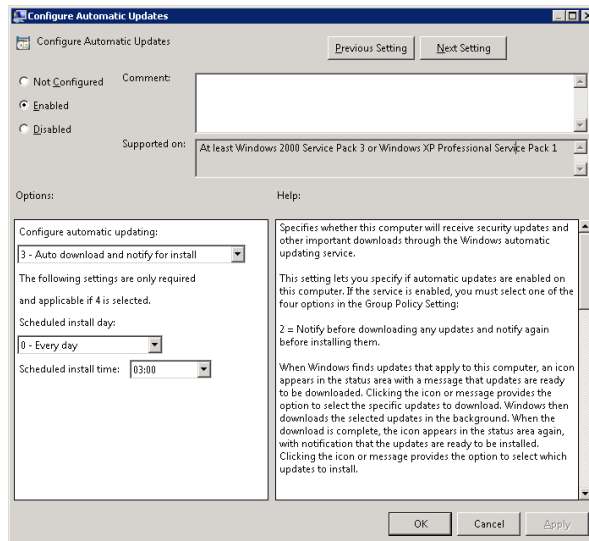 Configure Automatic Updates
Configure Automatic Updates
Previous Setting
Next Setting
Not Configured
Comment:
Enabled
Disabled
Supported on:
At least Windows 2000 Service Pack 3 or Windows XP Professional Service Pack 1
Options:
Help:
Configure automatic updating:
3 - Auto download and notify for install
The following settings are only required
and applicable if 4 is selected.
Scheduled install day:
0 - Every day
Scheduled install time:
03:00
Specifies whether this computer will receive security updates and
other important downloads through the Windows automatic
updating service.
This setting lets you specify if automatic updates are enabled on
this computer. If the service is enabled, you must select one of the
four options in the Group Policy Setting:
2 = Notify before downloading any updates and notify again
before installing them.
When Windows finds updates that apply to this computer, an icon
appears in the status area with a message that updates are ready
to be downloaded. Clicking the icon or message provides the
option to select the specific updates to download. Windows then
downloads the selected updates in the background. When the
download is complete, the icon appears in the status area again,
with notification that the updates are ready to be installed.
Clicking the icon or message provides the option to select which
updates to install.
OK
Cancel
Apply